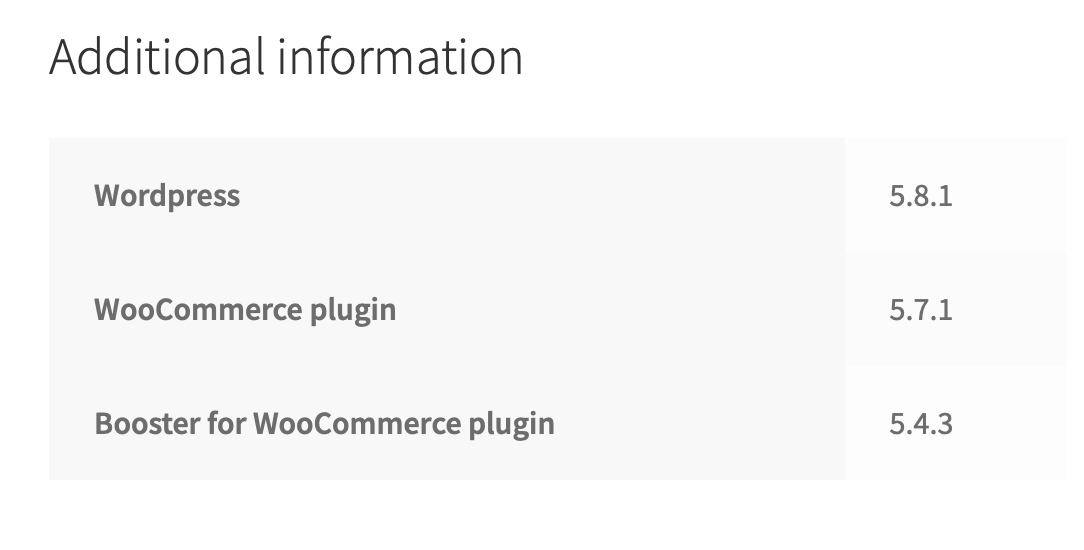 Additional information
Wordpress 5.8.1
WooCommerce plugin 5.7.1
Booster for WooCommerce plugin 5.4.3